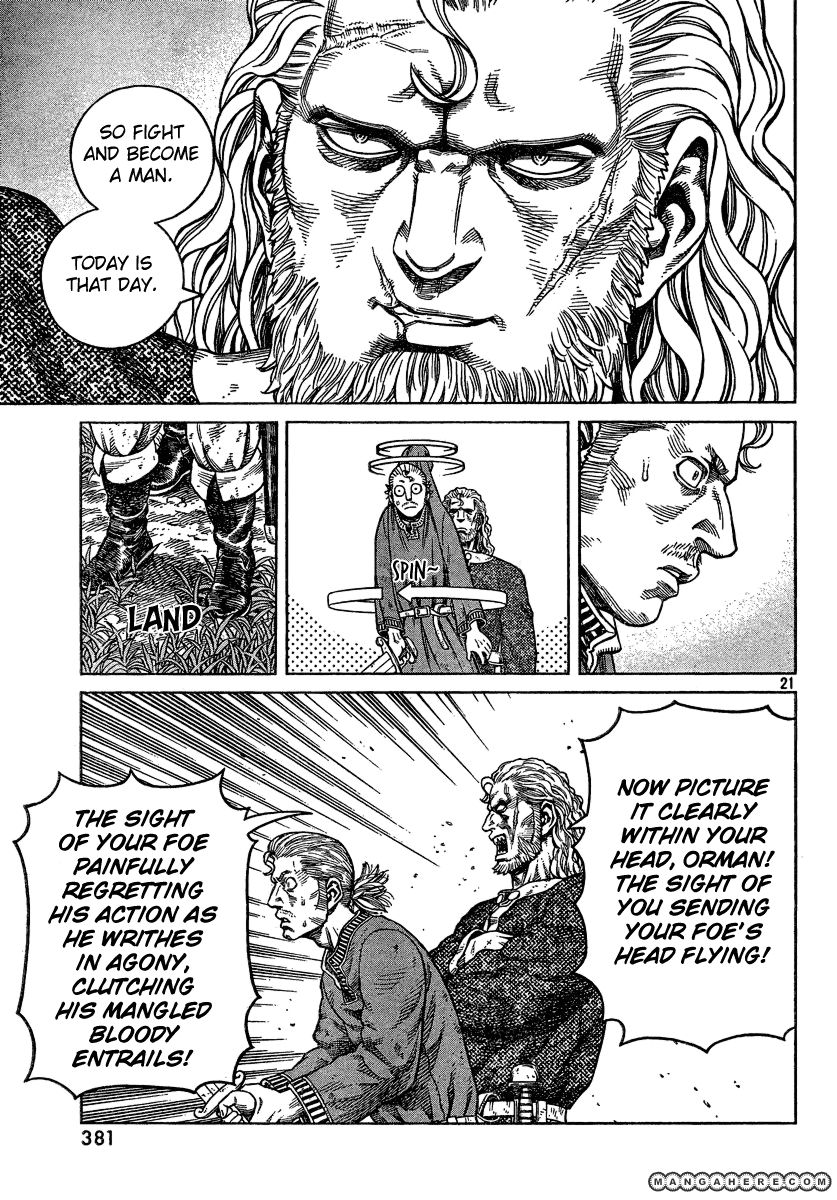 SO FIGHT
AND BECOME
A MAN.
TODAY IS
THAT DAY.
SPIN~
LAND
21
NOW PICTURE
IT CLEARLY
WITHIN YOUR
HEAD, ORMAN!
THE SIGHT OF
YOU SENDING
YOUR FOE'S
HEAD FLYING!
THE SIGHT
OF YOUR FOE
PAINFULLY
REGRETTING
HIS ACTION AS
HE WRITHES
IN AGONY,
CLUTCHING
HIS MANGLED
BLOODY
ENTRAILS!
381
MANGAHERE.COM